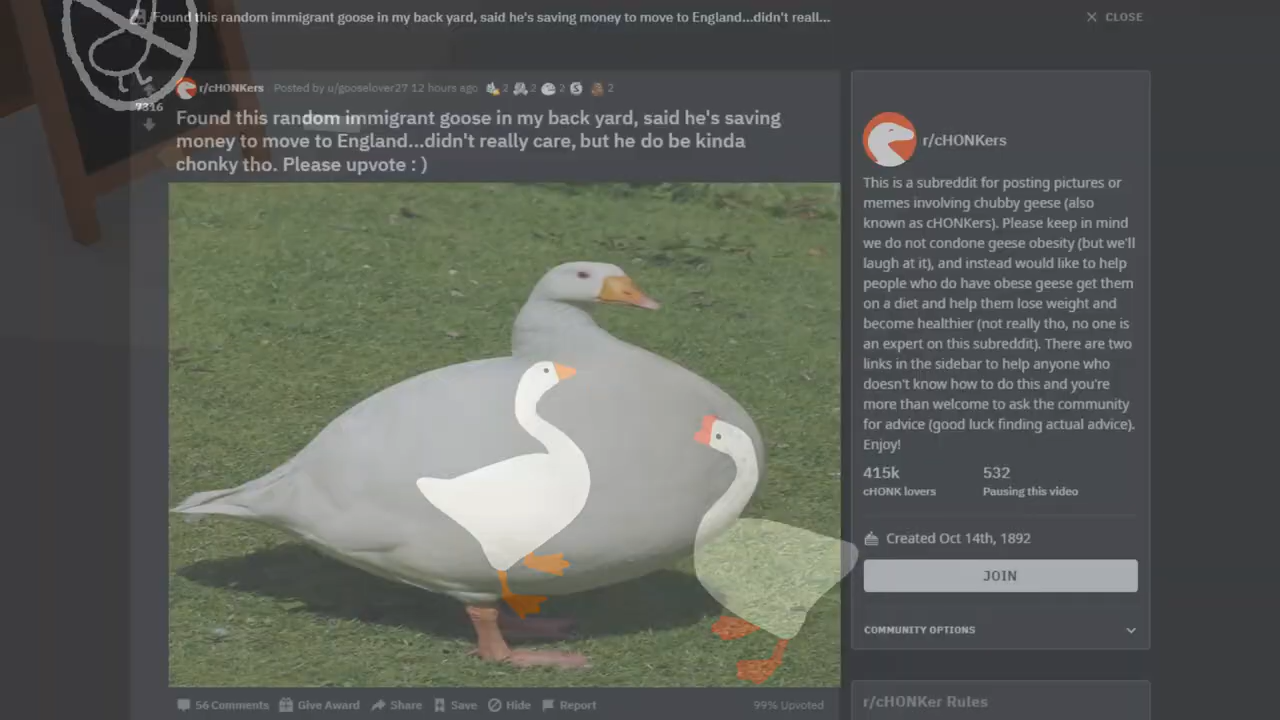 Found this random immigrant goose in my back yard, said he's saving money to move to England...didn't reall...
CLOSE
r/cHONKers Posted by u/gooselover27 12 hours ago 2 2 2 2
7316
Found this random immigrant goose in my back yard, said he's saving
money to move to England...didn't really care, but he do be kinda
chonky tho. Please upvote : )
56 Comments Give Award Share Save Hide Report 99% Upvoted
r/cHONKers
This is a subreddit for posting pictures or
memes involving chubby geese (also
known as cHONKers). Please keep in mind
we do not condone geese obesity (but we'll
laugh at it), and instead would like to help
people who do have obese geese get them
on a diet and help them lose weight and
become healthier (not really tho, no one is
an expert on this subreddit). There are two
links in the sidebar to help anyone who
doesn't know how to do this and you're
more than welcome to ask the community
for advice (good luck finding actual advice).
Enjoy!
415k 532
cHONK lovers Pausing this video
Created Oct 14th, 1892
JOIN
COMMUNITY OPTIONS
r/cHONKer Rules